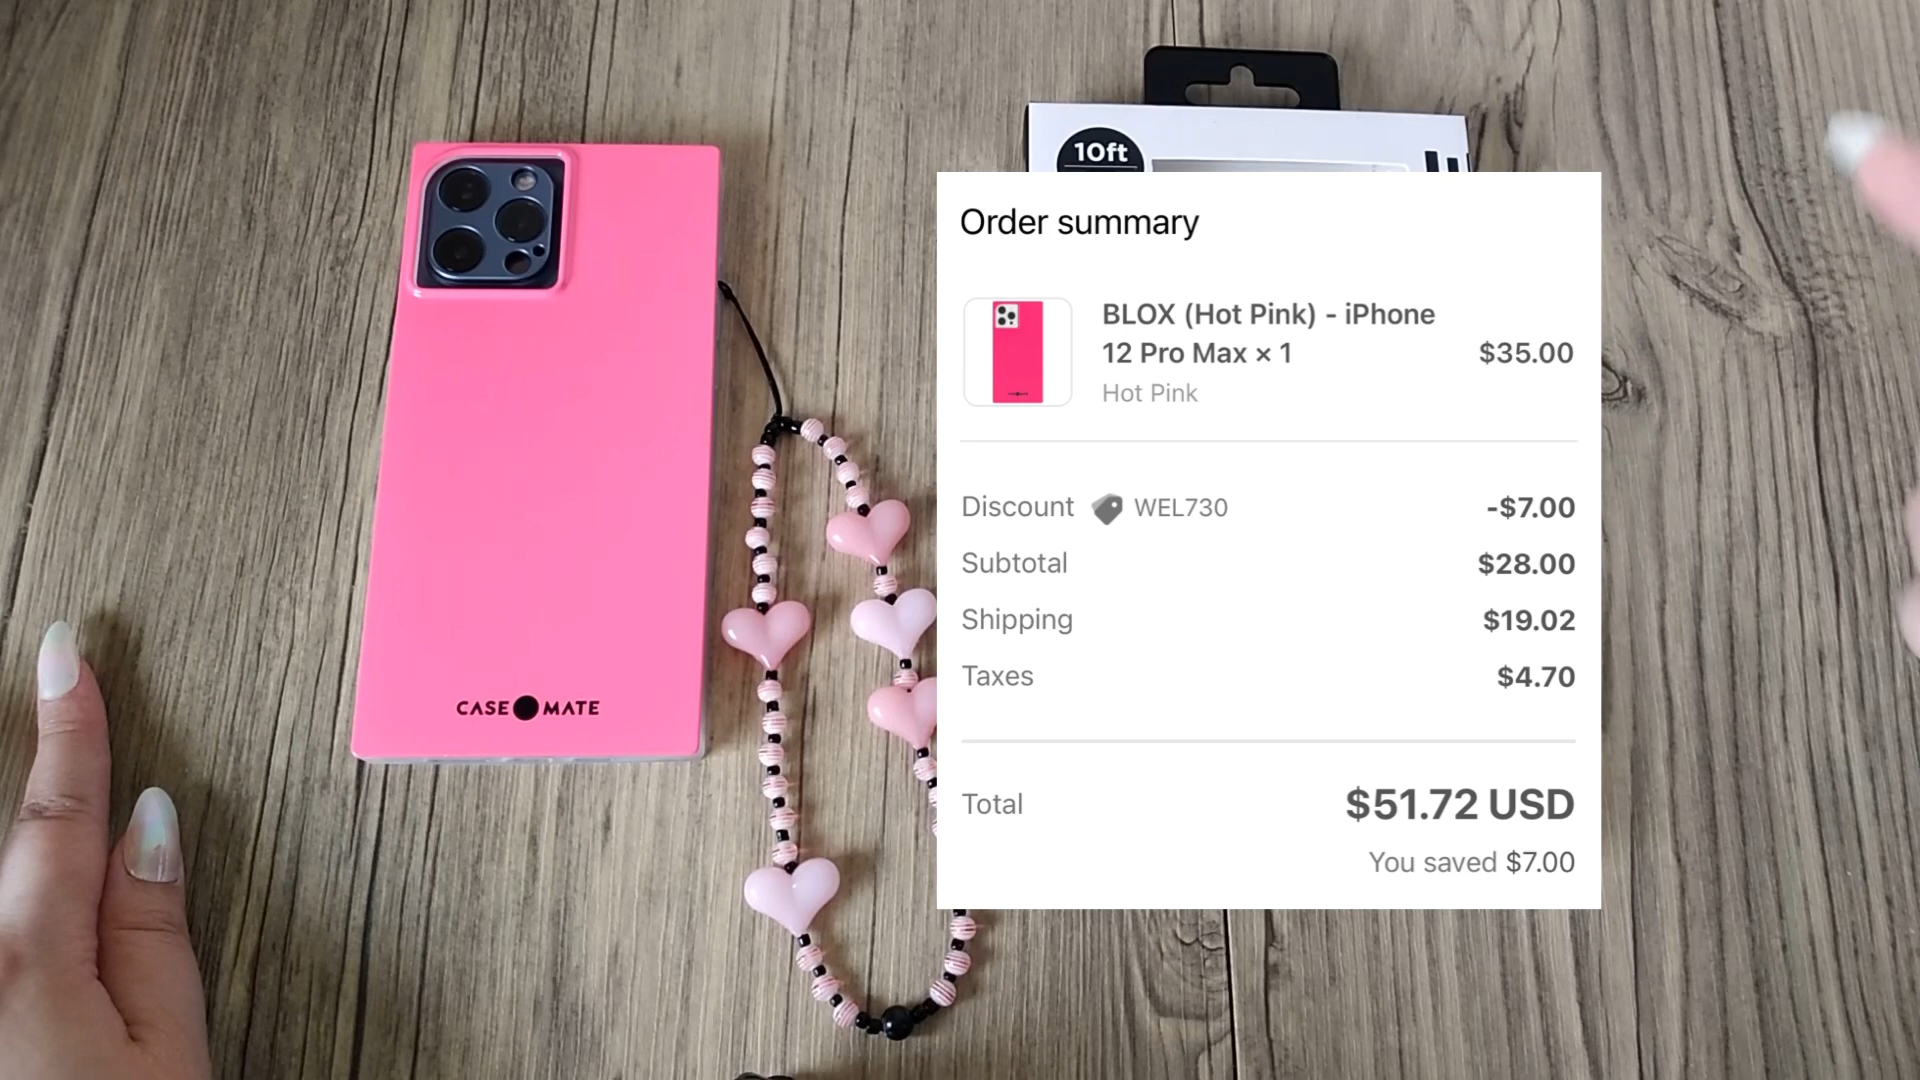 10ft
CASE MATE
Order summary
BLOX (Hot Pink) - iPhone
12 Pro Max × 1
$35.00
Hot Pink
Discount WEL730 -$7.00
Subtotal $28.00
Shipping $19.02
Taxes $4.70
Total $51.72 USD
You saved $7.00